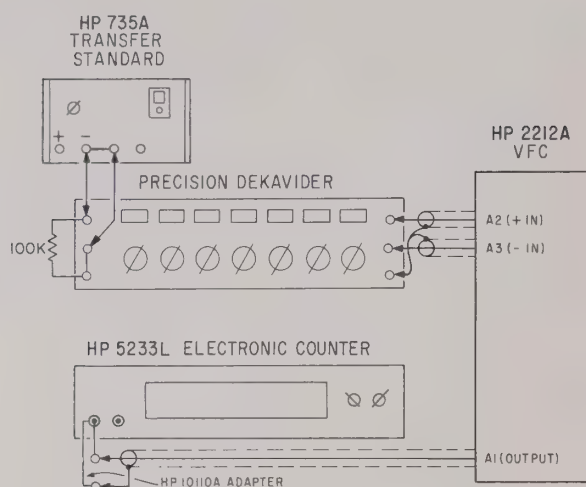 HP 735A
TRANSFER
STANDARD
+ -
HP 2212A
VFC
PRECISION DEKAVIDER
A2 (+ IN)
A3 (- IN)
100K
HP 5233L ELECTRONIC COUNTER
A1 (OUTPUT)
HP 10110A ADAPTER